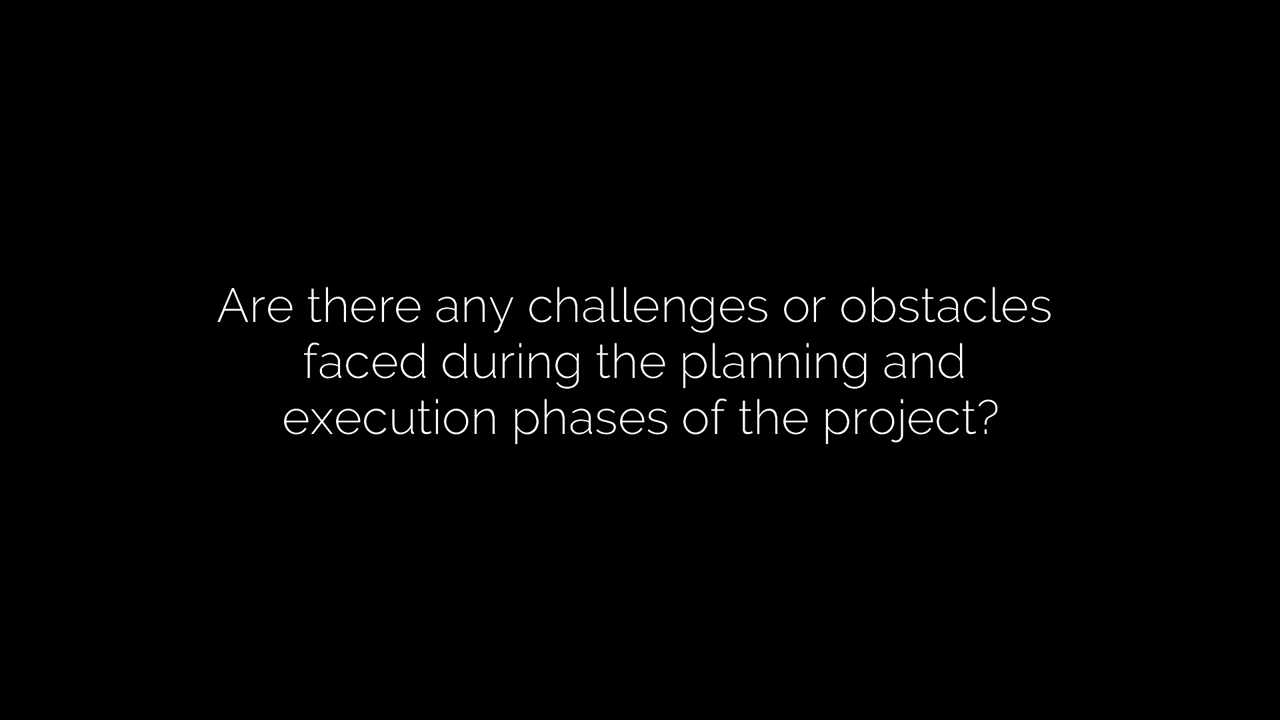 Are there any challenges or obstacles
faced during the planning and
execution phases of the project?